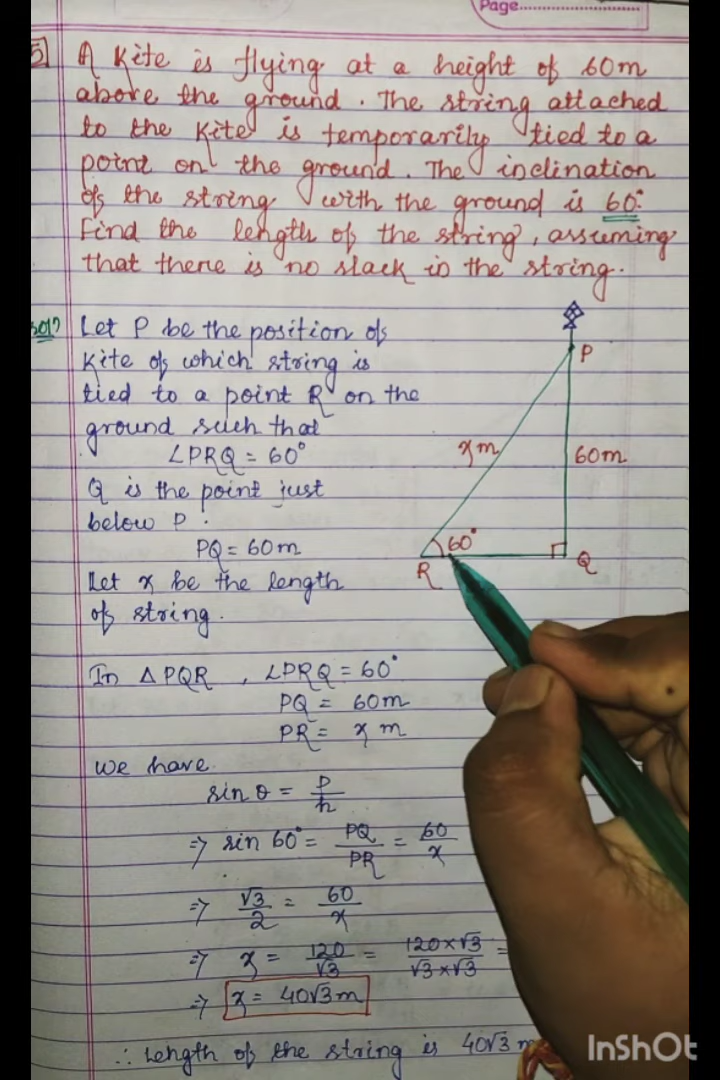 Page
5] A Kite is flying at a height of 60m
above the ground. The string attached
to the Kite is temporarily tied to a
point on the ground. The inclination
of the string with the ground is 60°.
Find the length of the string, assuming
that there is no slack in the string.
Solⁿ Let P be the position of
Kite of which string is
tied to a point R on the
ground such that
∠PRQ = 60°
Q is the point just
below P.
PQ = 60m
Let x be the length
of string.
P
x m
60m
60°
R
Q
In △PQR, ∠PRQ = 60°
PQ = 60m
PR = x m
we have
sin θ = p/h
⇒ sin 60° = PQ/PR = 60/x
⇒ √3/2 = 60/x
⇒ x = 120/√3 = 120×√3/√3×√3 =
⇒ x = 40√3 m
∴ Length of the string is 40√3 m
InShOt